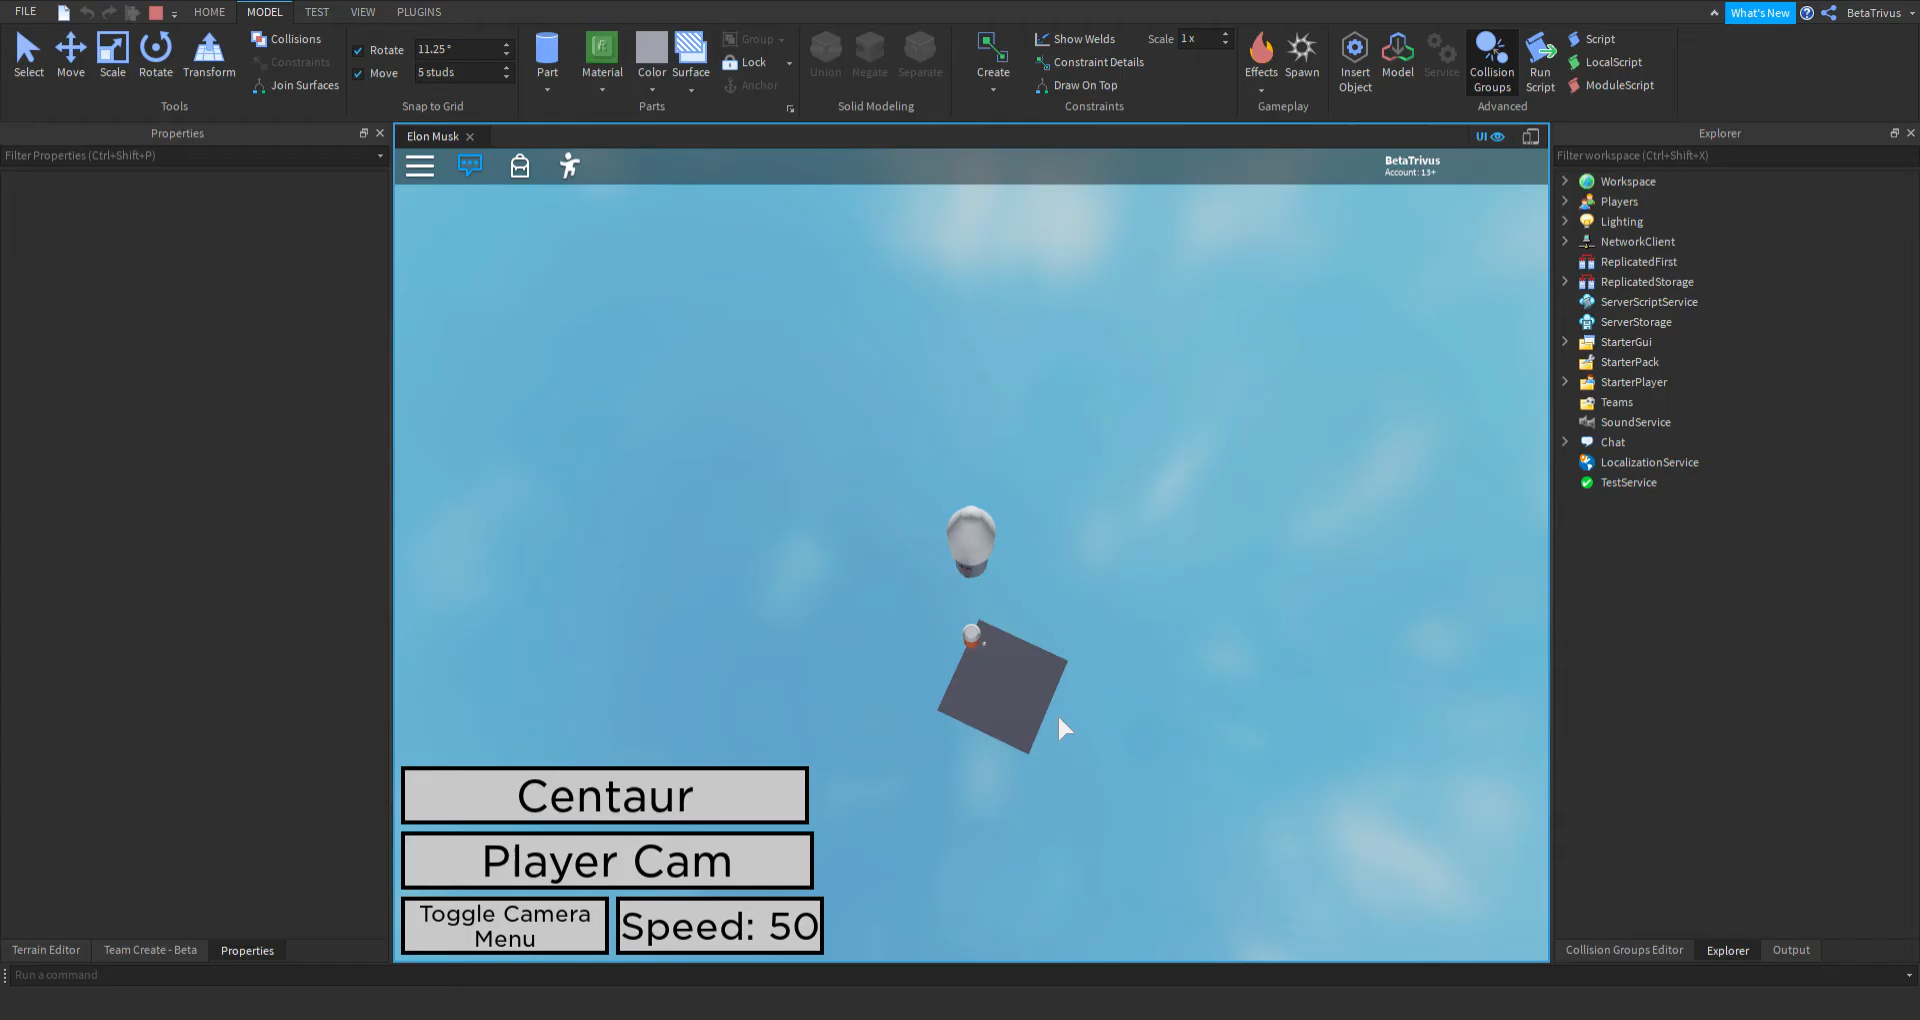 FILE HOME MODEL TEST VIEW PLUGINS What's New BetaTrivus
Select Move Scale Rotate Transform
Collisions
Constraints
Join Surfaces
Tools
Rotate 11.25 °
Move 5 studs
Snap to Grid
Part Material Color Surface
Group
Lock
Anchor
Parts
Union Negate Separate
Solid Modeling
Create
Show Welds Scale 1 x
Constraint Details
Draw On Top
Constraints
Effects Spawn
Gameplay
Insert Object Model Service Collision Groups Run Script
Script
LocalScript
ModuleScript
Advanced
Properties
Filter Properties (Ctrl+Shift+P)
Elon Musk
UI
BetaTrivus
Account: 13+
Centaur
Player Cam
Toggle Camera
Menu
Speed: 50
Explorer
Filter workspace (Ctrl+Shift+X)
Workspace
Players
Lighting
NetworkClient
ReplicatedFirst
ReplicatedStorage
ServerScriptService
ServerStorage
StarterGui
StarterPack
StarterPlayer
Teams
SoundService
Chat
LocalizationService
TestService
Terrain Editor Team Create - Beta Properties
Collision Groups Editor Explorer Output
Run a command